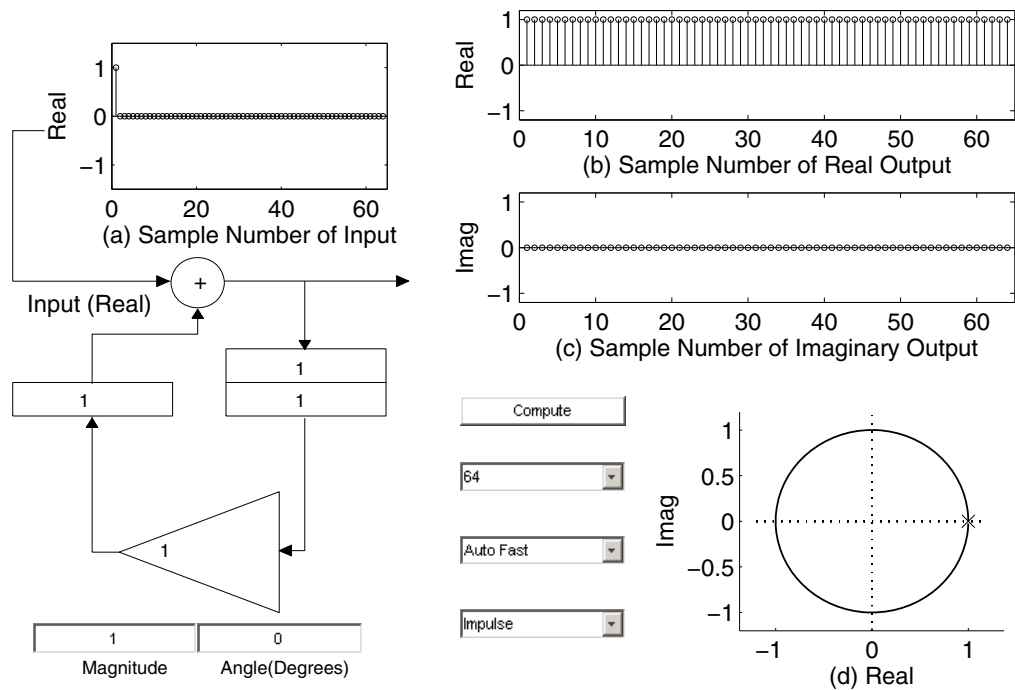 Real
1
0
−1
0 20 40 60
(a) Sample Number of Input
Real
1
0
−1
0 10 20 30 40 50 60
(b) Sample Number of Real Output
Imag
1
0
−1
0 10 20 30 40 50 60
(c) Sample Number of Imaginary Output
+
Input (Real)
1
1
1
1
1 0
Magnitude Angle(Degrees)
Compute
64
Auto Fast
Impulse
Imag
1
0.5
0
−0.5
−1
−1 0 1
(d) Real